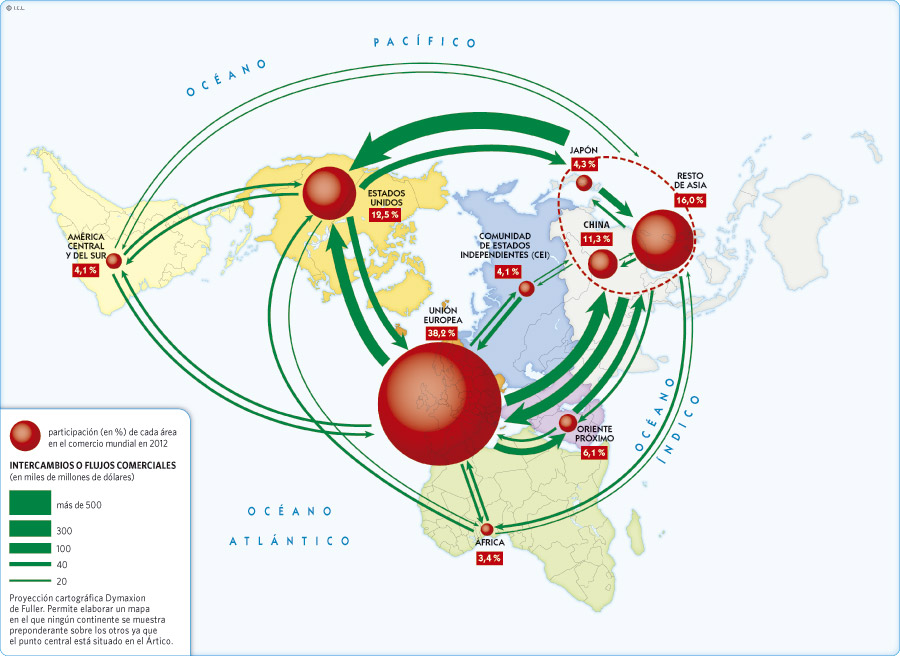 © I.C.L.
OCÉANO PACÍFICO
JAPÓN
4,3 %
RESTO
DE ASIA
16,0 %
ESTADOS
UNIDOS
12,5 %
CHINA
11,3 %
AMÉRICA
CENTRAL
Y DEL SUR
4,1 %
COMUNIDAD
DE ESTADOS
INDEPENDIENTES (CEI)
4,1 %
UNIÓN
EUROPEA
38,2 %
ORIENTE
PRÓXIMO
6,1 %
OCÉANO
ÍNDICO
OCÉANO
ATLÁNTICO
ÁFRICA
3,4 %
participación (en %) de cada área
en el comercio mundial en 2012
INTERCAMBIOS O FLUJOS COMERCIALES
(en miles de millones de dólares)
más de 500
300
100
40
20
Proyección cartográfica Dymaxion
de Fuller. Permite elaborar un mapa
en el que ningún continente se muestra
preponderante sobre los otros ya que
el punto central está situado en el Ártico.